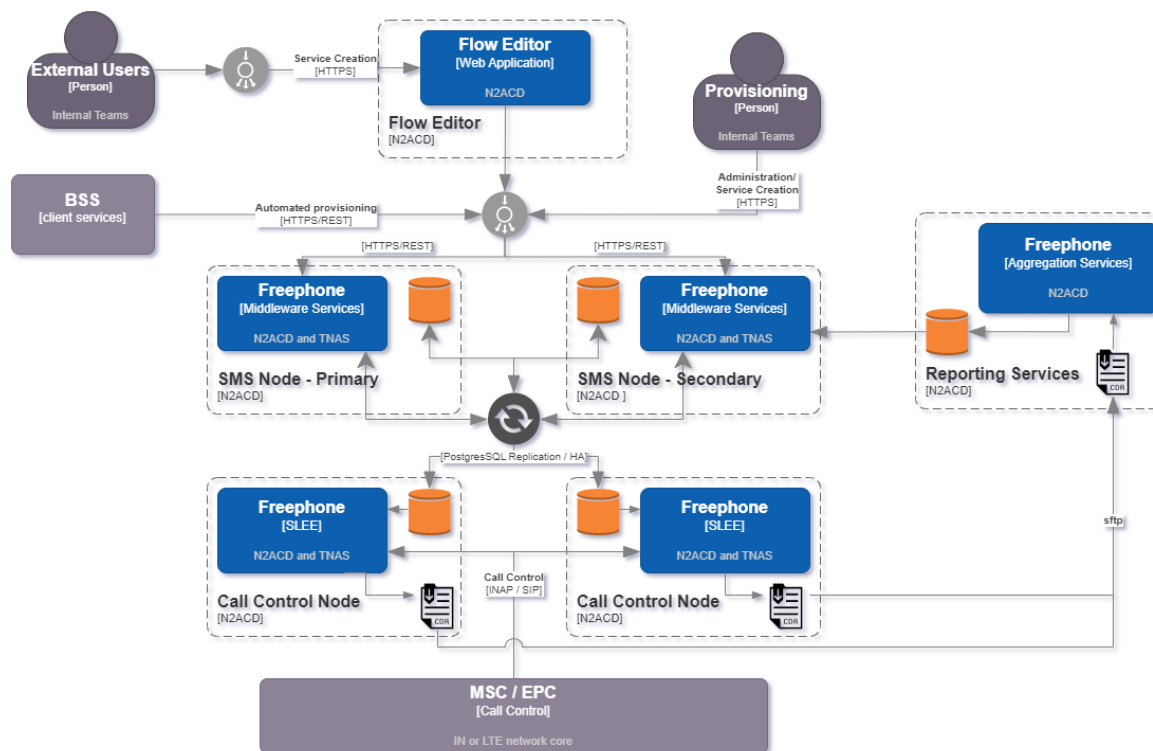 External Users
[Person]
Internal Teams
Service Creation
[HTTPS]
Flow Editor
[Web Application]
N2ACD
Flow Editor
[N2ACD]
Provisioning
[Person]
Internal Teams
BSS
[client services]
Automated provisioning
[HTTPS/REST]
Administration/
Service Creation
[HTTPS]
[HTTPS/REST]
[HTTPS/REST]
Freephone
[Middleware Services]
N2ACD and TNAS
SMS Node - Primary
[N2ACD]
Freephone
[Middleware Services]
N2ACD and TNAS
SMS Node - Secondary
[N2ACD ]
Freephone
[Aggregation Services]
N2ACD
Reporting Services
[N2ACD]
CDR
[PostgresSQL Replication / HA]
Freephone
[SLEE]
N2ACD and TNAS
Call Control Node
[N2ACD]
CDR
Call Control
[INAP / SIP]
Freephone
[SLEE]
N2ACD and TNAS
Call Control Node
[N2ACD]
CDR
sftp
MSC / EPC
[Call Control]
IN or LTE network core